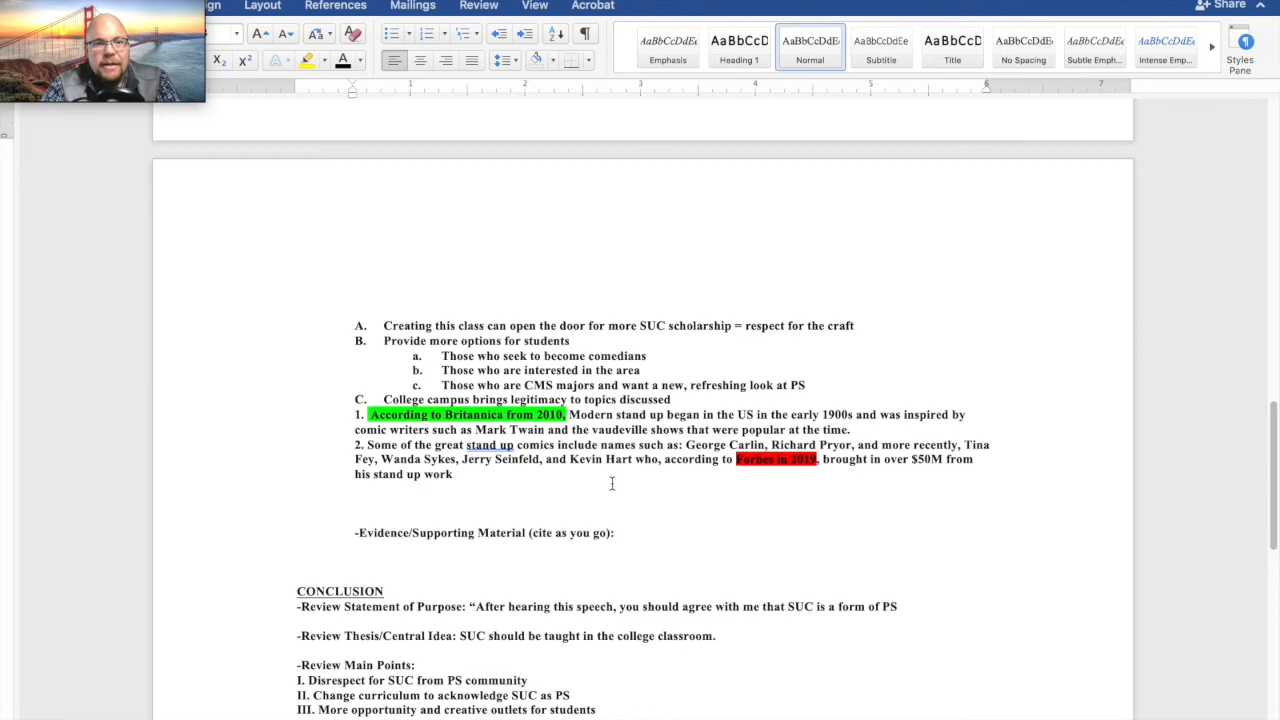 ign Layout References Mailings Review View Acrobat Share
AaBbCcDdEe AaBbCcD AaBbCcDdE AaBbCcDdEe AaBbCcD AaBbCcDdE AaBbCcDdEe AaBbCcDdE
Emphasis Heading 1 Normal Subtitle Title No Spacing Subtle Emph... Intense Emp... Styles
Pane
1 2 3 4 5 6 7
A. Creating this class can open the door for more SUC scholarship = respect for the craft
B. Provide more options for students
a. Those who seek to become comedians
b. Those who are interested in the area
c. Those who are CMS majors and want a new, refreshing look at PS
C. College campus brings legitimacy to topics discussed
1. According to Britannica from 2010, Modern stand up began in the US in the early 1900s and was inspired by
comic writers such as Mark Twain and the vaudeville shows that were popular at the time.
2. Some of the great stand up comics include names such as: George Carlin, Richard Pryor, and more recently, Tina
Fey, Wanda Sykes, Jerry Seinfeld, and Kevin Hart who, according to Forbes in 2019, brought in over $50M from
his stand up work
-Evidence/Supporting Material (cite as you go):
CONCLUSION
-Review Statement of Purpose: “After hearing this speech, you should agree with me that SUC is a form of PS
-Review Thesis/Central Idea: SUC should be taught in the college classroom.
-Review Main Points:
I. Disrespect for SUC from PS community
II. Change curriculum to acknowledge SUC as PS
III. More opportunity and creative outlets for students